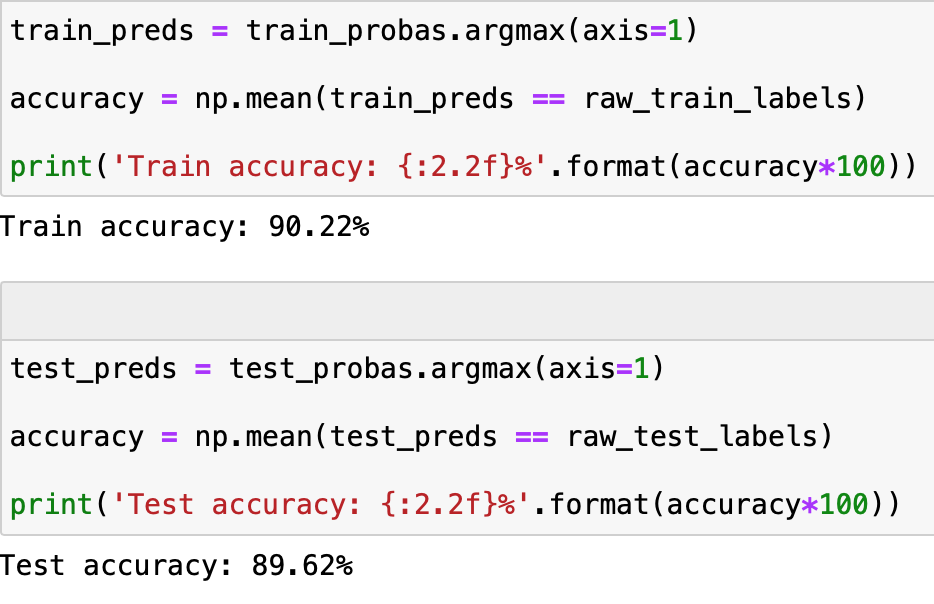 train_preds = train_probas.argmax(axis=1)
accuracy = np.mean(train_preds == raw_train_labels)
print('Train accuracy: {:2.2f}%'.format(accuracy*100))
Train accuracy: 90.22%
test_preds = test_probas.argmax(axis=1)
accuracy = np.mean(test_preds == raw_test_labels)
print('Test accuracy: {:2.2f}%'.format(accuracy*100))
Test accuracy: 89.62%